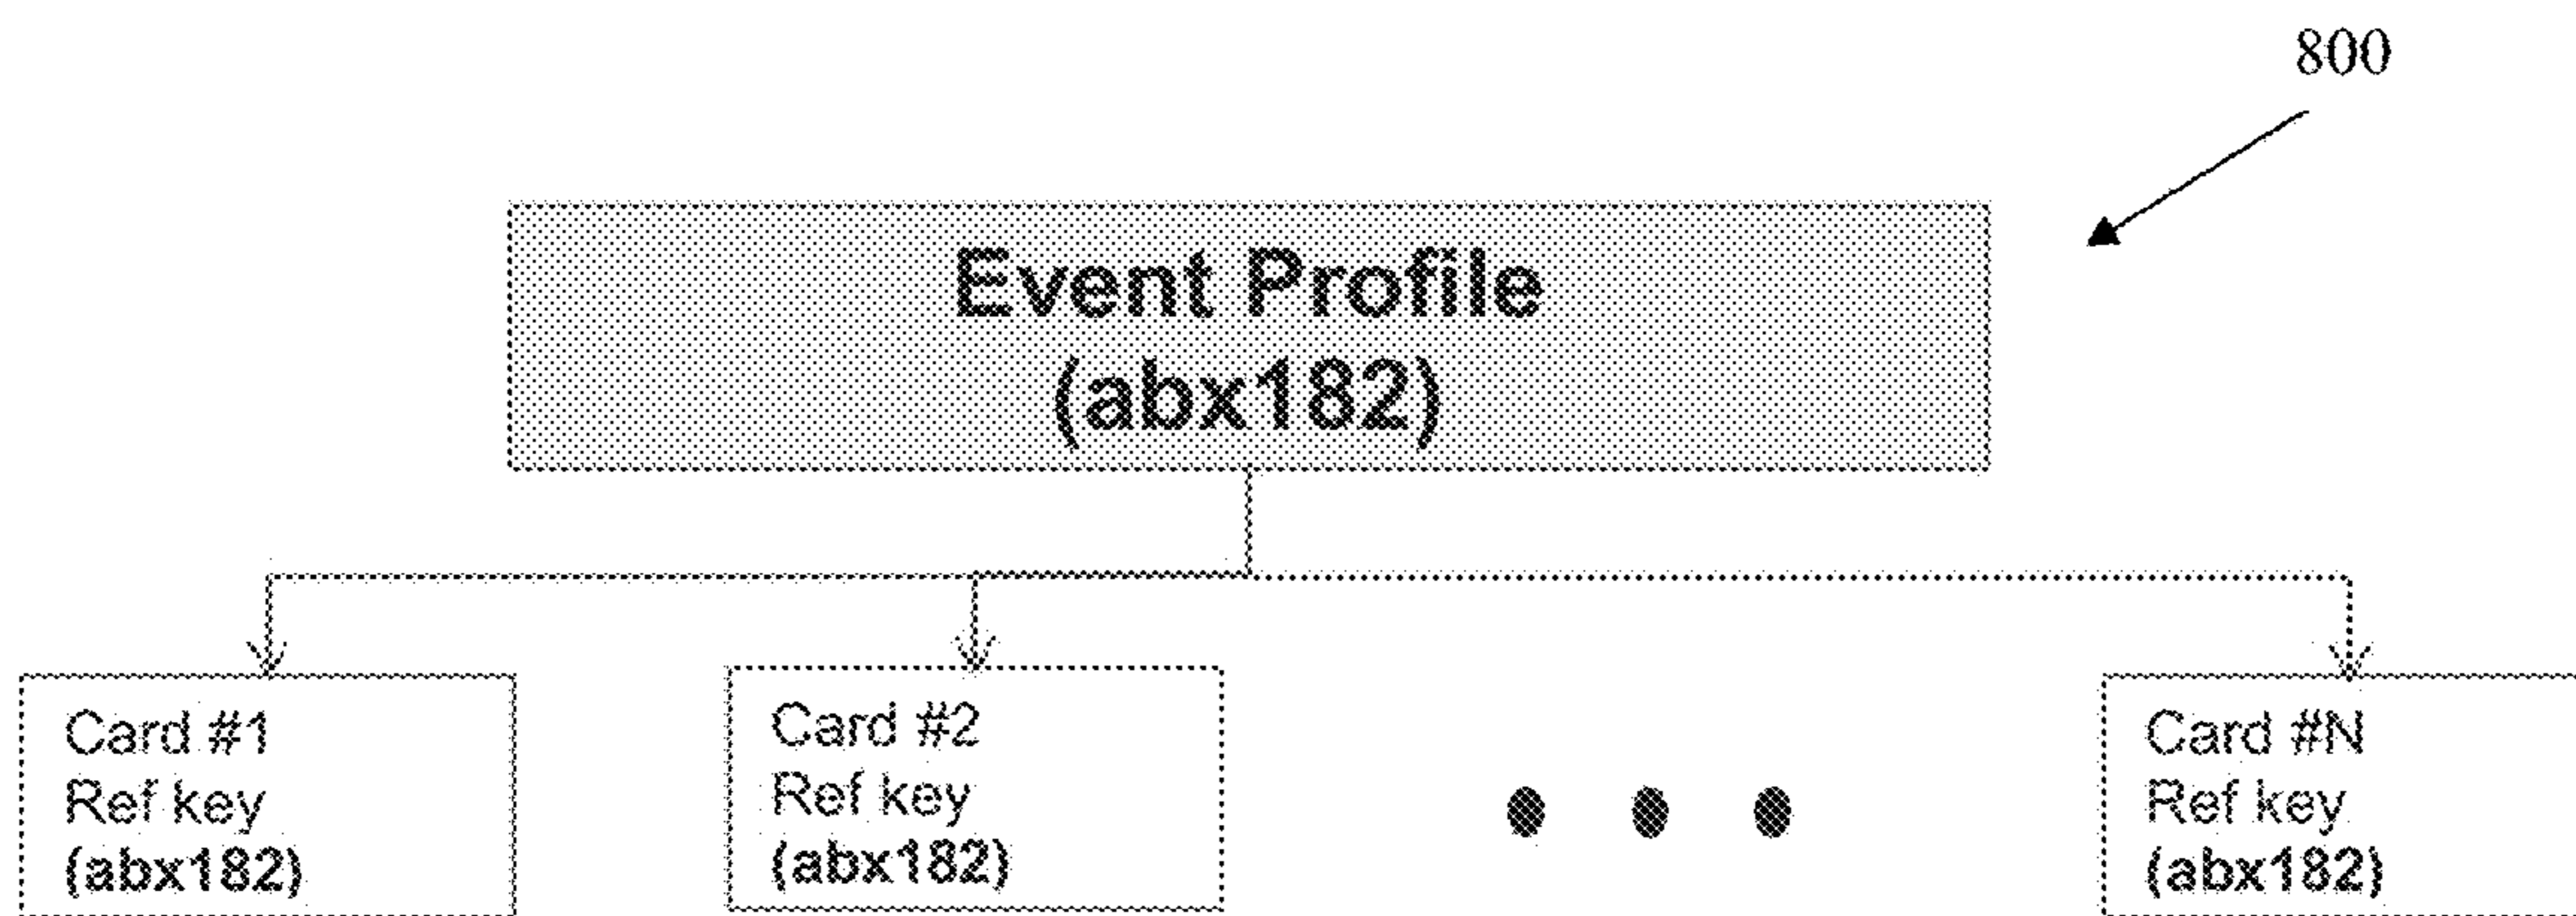 800
Event Profile
(abx182)
Card #1
Ref key
(abx182)
Card #2
Ref key
(abx182)
Card #N
Ref key
(abx182)